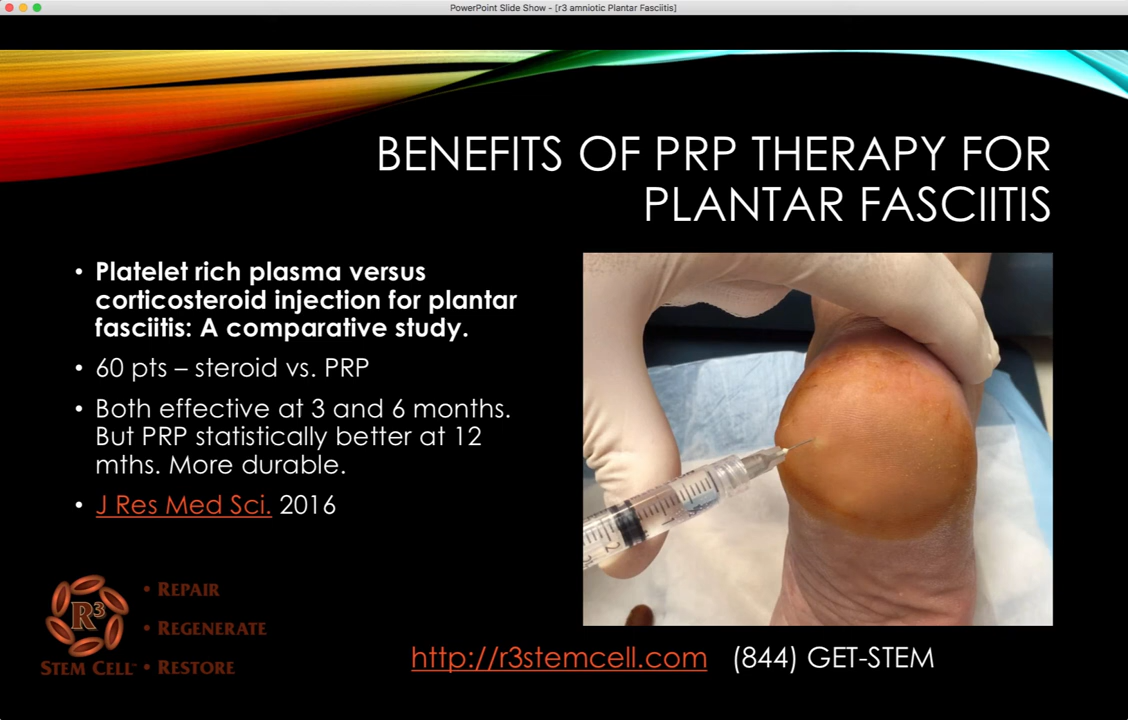 PowerPoint Slide Show - [r3 amniotic Plantar Fasciitis]
BENEFITS OF PRP THERAPY FOR
PLANTAR FASCIITIS
• Platelet rich plasma versus
corticosteroid injection for plantar
fasciitis: A comparative study.
• 60 pts – steroid vs. PRP
• Both effective at 3 and 6 months.
But PRP statistically better at 12
mths. More durable.
• J Res Med Sci. 2016
R3
STEM CELL™
• REPAIR
• REGENERATE
• RESTORE
http://r3stemcell.com (844) GET-STEM
1
2